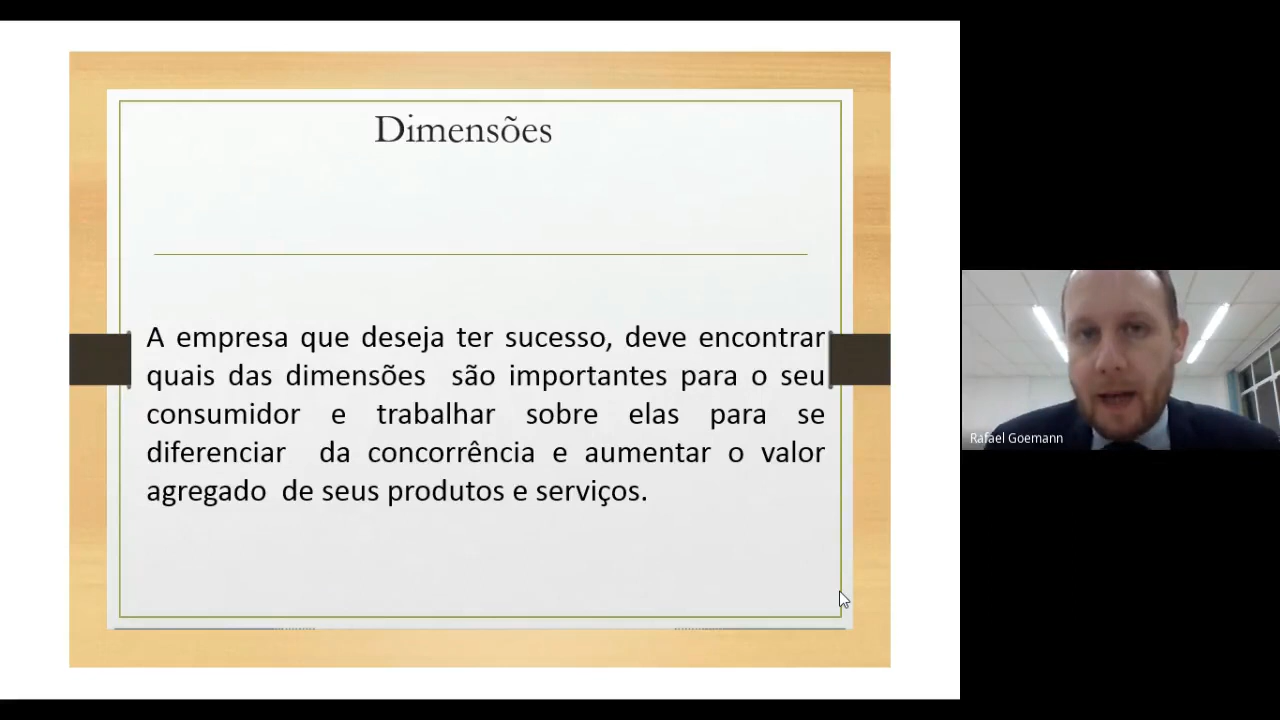 Dimensões
A empresa que deseja ter sucesso, deve encontrar
quais das dimensões  são importantes para o seu
consumidor e trabalhar sobre elas para se
diferenciar  da concorrência e aumentar o valor
agregado  de seus produtos e serviços.
Rafael Goemann